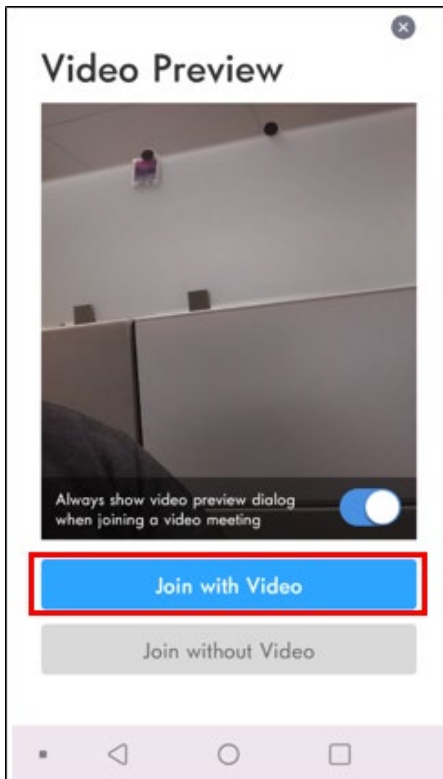 Video Preview
Always show video preview dialog
when joining a video meeting
Join with Video
Join without Video